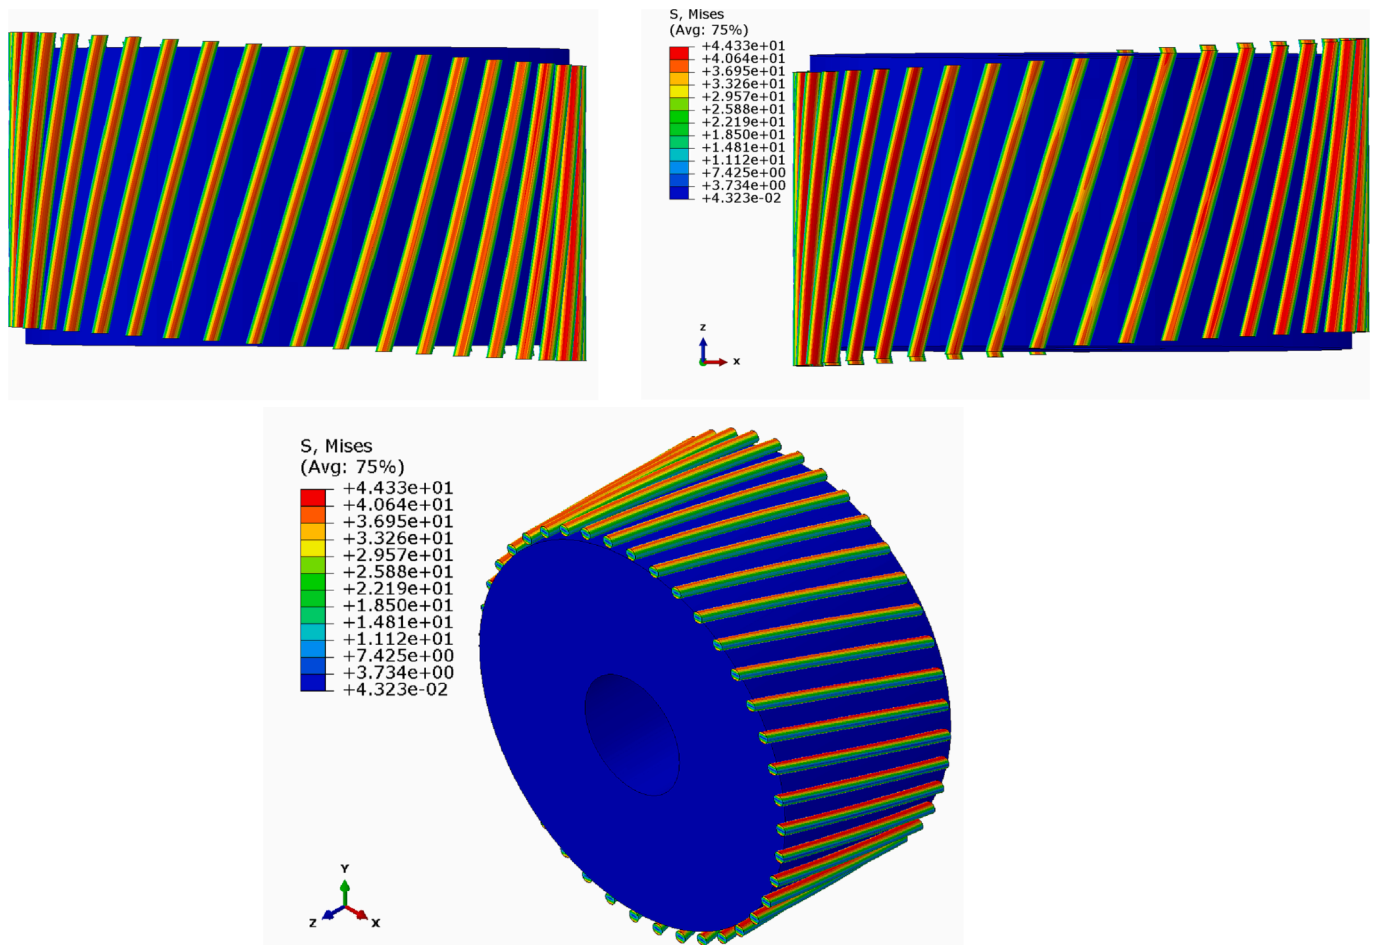 S, Mises
(Avg: 75%)
+4.433e+01
+4.064e+01
+3.695e+01
+3.326e+01
+2.957e+01
+2.588e+01
+2.219e+01
+1.850e+01
+1.481e+01
+1.112e+01
+7.425e+00
+3.734e+00
+4.323e-02
z
x
S, Mises
(Avg: 75%)
+4.433e+01
+4.064e+01
+3.695e+01
+3.326e+01
+2.957e+01
+2.588e+01
+2.219e+01
+1.850e+01
+1.481e+01
+1.112e+01
+7.425e+00
+3.734e+00
+4.323e-02
Y
Z
X